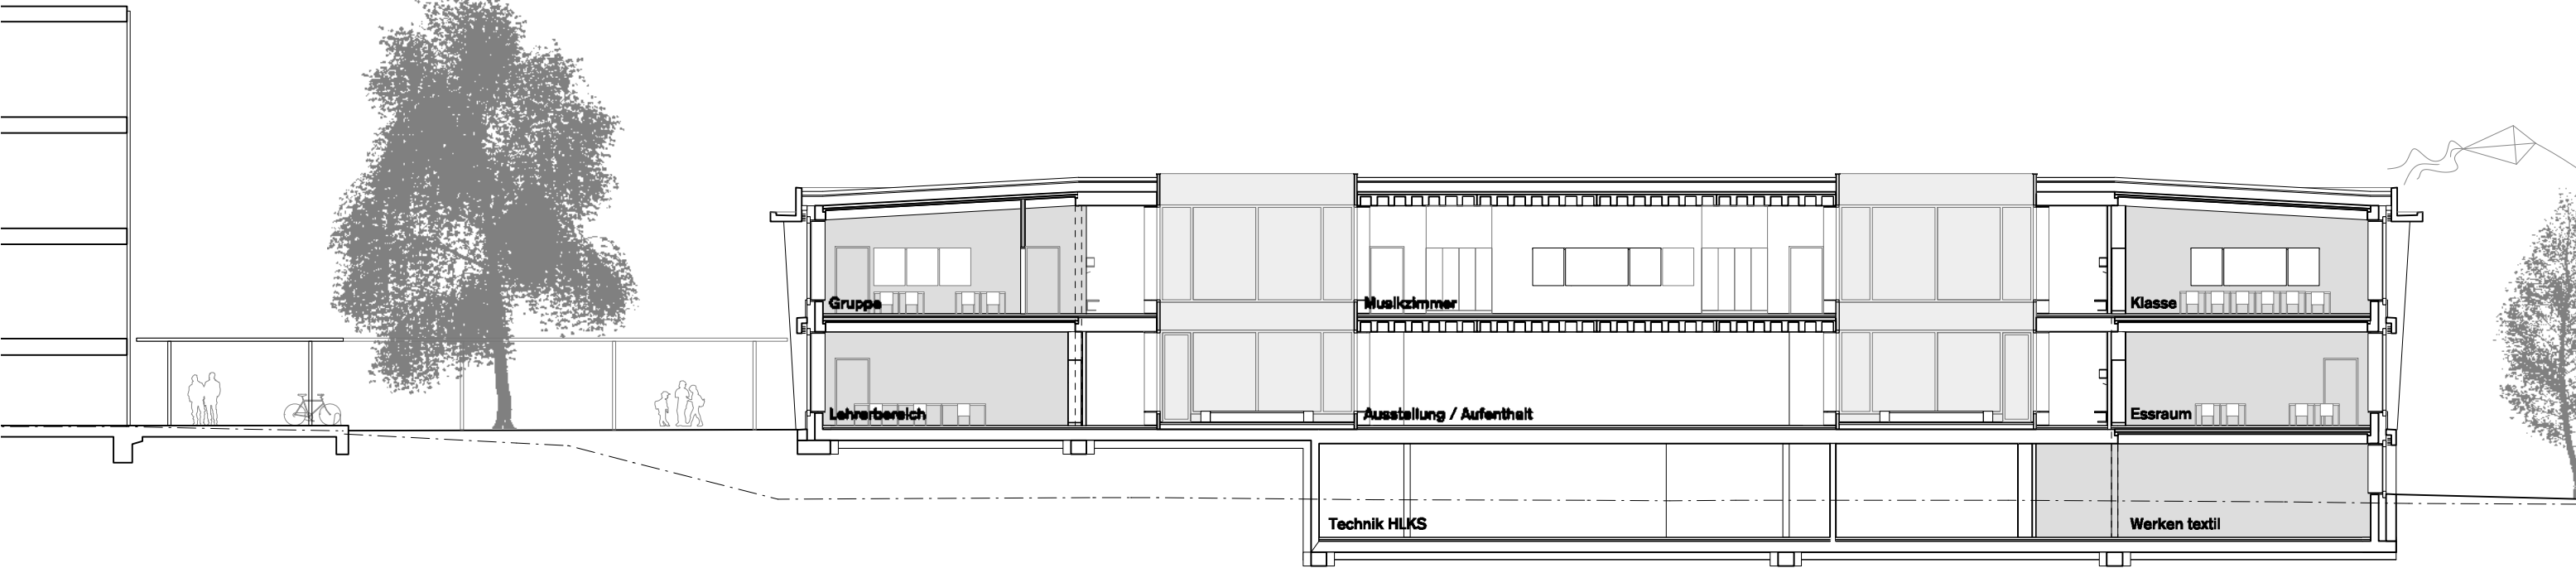 Gruppe
Musikzimmer
Klasse
Lehrerbereich
Ausstellung / Aufenthalt
Essraum
Technik HLKS
Werken textil